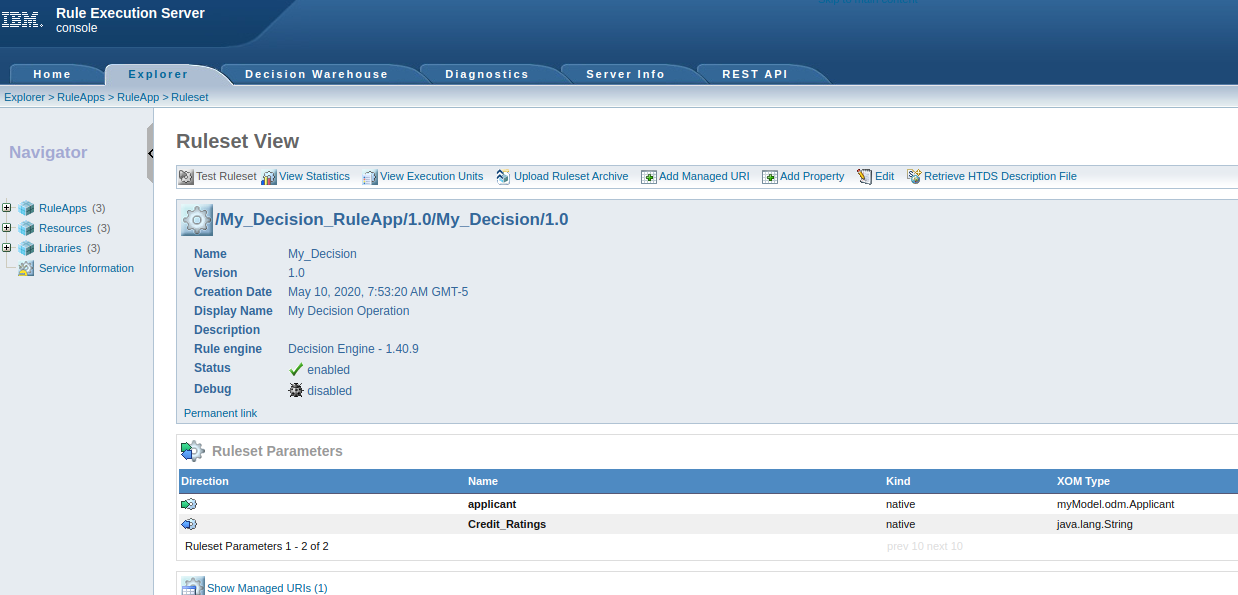 IBM.
Rule Execution Server
console
Home Explorer Decision Warehouse Diagnostics Server Info REST API
Explorer > RuleApps > RuleApp > Ruleset
Navigator
RuleApps (3)
Resources (3)
Libraries (3)
Service Information
Ruleset View
Test Ruleset View Statistics View Execution Units Upload Ruleset Archive Add Managed URI Add Property Edit Retrieve HTDS Description File
/My_Decision_RuleApp/1.0/My_Decision/1.0
Name My_Decision
Version 1.0
Creation Date May 10, 2020, 7:53:20 AM GMT-5
Display Name My Decision Operation
Description
Rule engine Decision Engine - 1.40.9
Status enabled
Debug disabled
Permanent link
Ruleset Parameters
Direction Name Kind XOM Type
applicant native myModel.odm.Applicant
Credit_Ratings native java.lang.String
Ruleset Parameters 1 - 2 of 2 prev 10 next 10
Show Managed URIs (1)